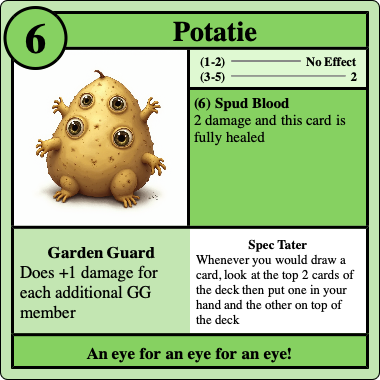 6
Potatie
(1-2) No Effect
(3-5) 2
(6) Spud Blood
2 damage and this card is
fully healed
Garden Guard
Does +1 damage for
each additional GG
member
Spec Tater
Whenever you would draw a
card, look at the top 2 cards of
the deck then put one in your
hand and the other on top of
the deck
An eye for an eye for an eye!